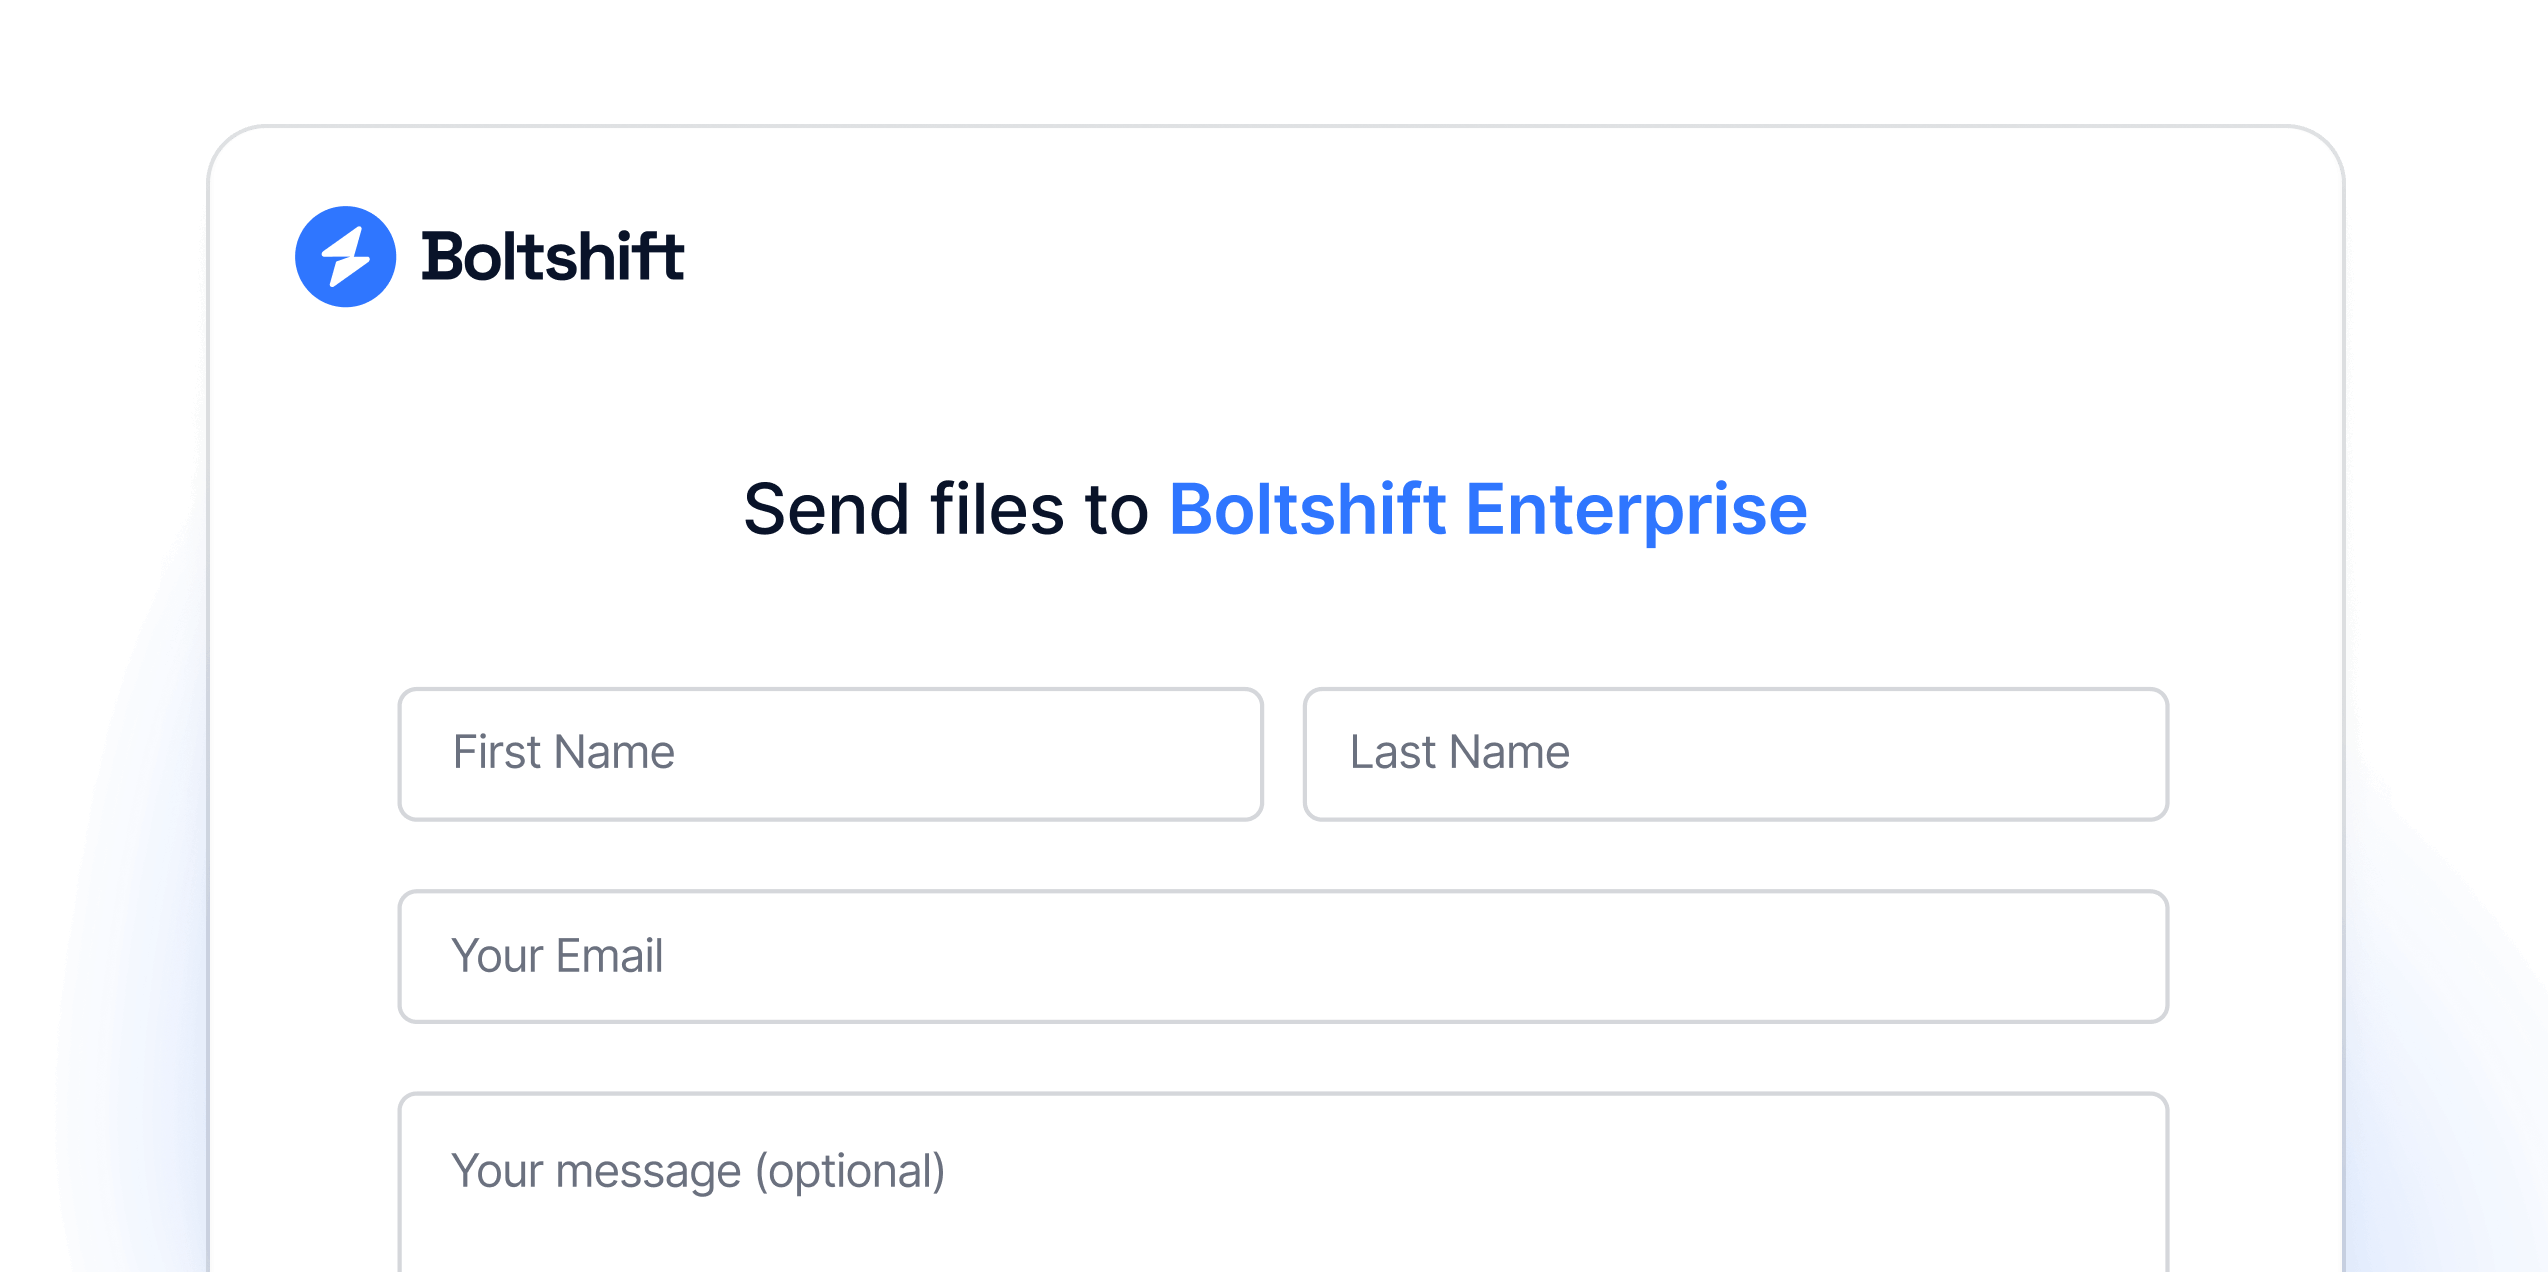 Boltshift
Send files to Boltshift Enterprise
First Name
Last Name
Your Email
Your message (optional)